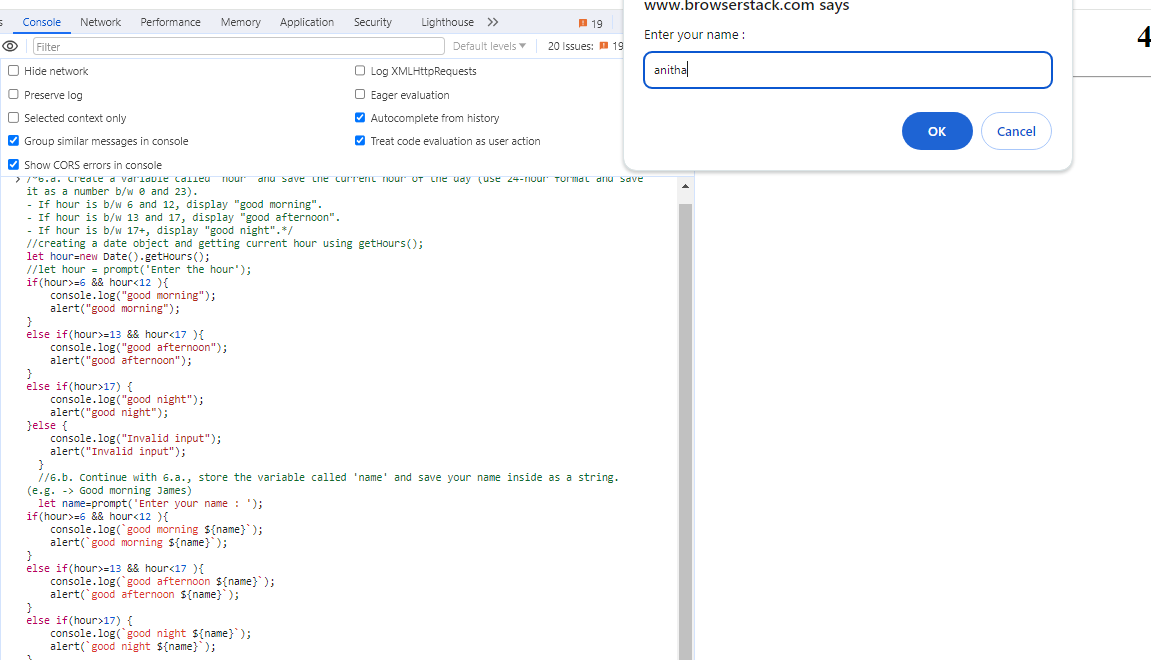 Console Network Performance Memory Application Security Lighthouse 19
Filter Default levels 20 Issues: 19
Hide network Log XMLHttpRequests
Preserve log Eager evaluation
Selected context only Autocomplete from history
Group similar messages in console Treat code evaluation as user action
Show CORS errors in console
www.browserstack.com says
Enter your name :
anitha
OK Cancel
4
/*6.a. Create a variable called 'hour' and save the current hour of the day (use 24-hour format and save
it as a number b/w 0 and 23).
- If hour is b/w 6 and 12, display "good morning".
- If hour is b/w 13 and 17, display "good afternoon".
- If hour is b/w 17+, display "good night".*/
//creating a date object and getting current hour using getHours();
let hour=new Date().getHours();
//let hour = prompt('Enter the hour');
if(hour>=6 && hour<12 ){
console.log("good morning");
alert("good morning");
}
else if(hour>=13 && hour<17 ){
console.log("good afternoon");
alert("good afternoon");
}
else if(hour>17) {
console.log("good night");
alert("good night");
}else {
console.log("Invalid input");
alert("Invalid input");
}
//6.b. Continue with 6.a., store the variable called 'name' and save your name inside as a string.
(e.g. -> Good morning James)
let name=prompt('Enter your name : ');
if(hour>=6 && hour<12 ){
console.log(`good morning ${name}`);
alert(`good morning ${name}`);
}
else if(hour>=13 && hour<17 ){
console.log(`good afternoon ${name}`);
alert(`good afternoon ${name}`);
}
else if(hour>17) {
console.log(`good night ${name}`);
alert(`good night ${name}`);
}